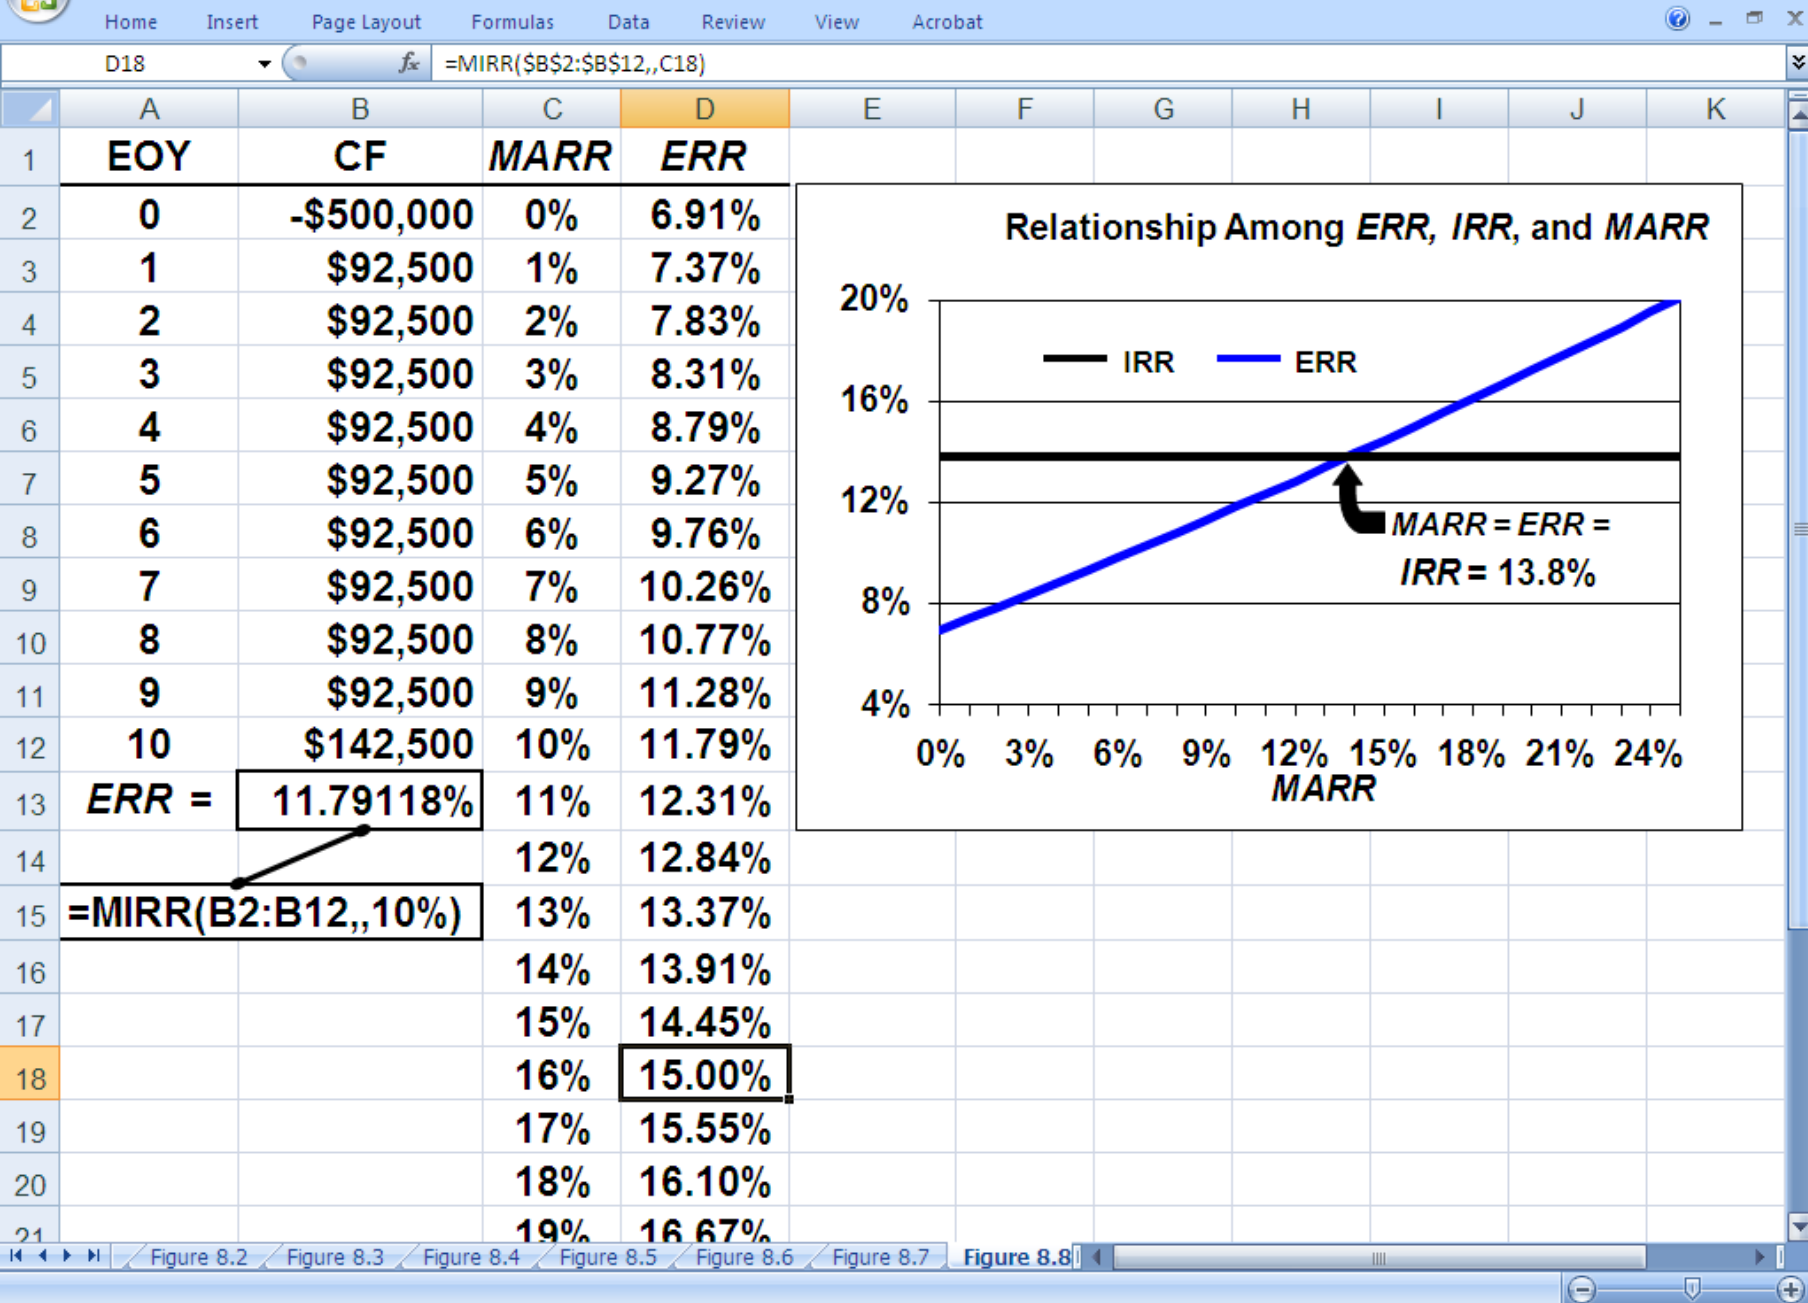 Home Insert Page Layout Formulas Data Review View Acrobat
D18 fx =MIRR($B$2:$B$12,,C18)
A B C D E F G H I J K
1 EOY CF MARR ERR
2 0 -$500,000 0% 6.91%
3 1 $92,500 1% 7.37%
4 2 $92,500 2% 7.83%
5 3 $92,500 3% 8.31%
6 4 $92,500 4% 8.79%
7 5 $92,500 5% 9.27%
8 6 $92,500 6% 9.76%
9 7 $92,500 7% 10.26%
10 8 $92,500 8% 10.77%
11 9 $92,500 9% 11.28%
12 10 $142,500 10% 11.79%
13 ERR = 11.79118% 11% 12.31%
14 12% 12.84%
15 =MIRR(B2:B12,,10%) 13% 13.37%
16 14% 13.91%
17 15% 14.45%
18 16% 15.00%
19 17% 15.55%
20 18% 16.10%
21 19% 16.67%
Relationship Among ERR, IRR, and MARR
20%
IRR ERR
16%
12%
MARR = ERR =
IRR = 13.8%
8%
4%
0% 3% 6% 9% 12% 15% 18% 21% 24%
MARR
Figure 8.2 Figure 8.3 Figure 8.4 Figure 8.5 Figure 8.6 Figure 8.7 Figure 8.8